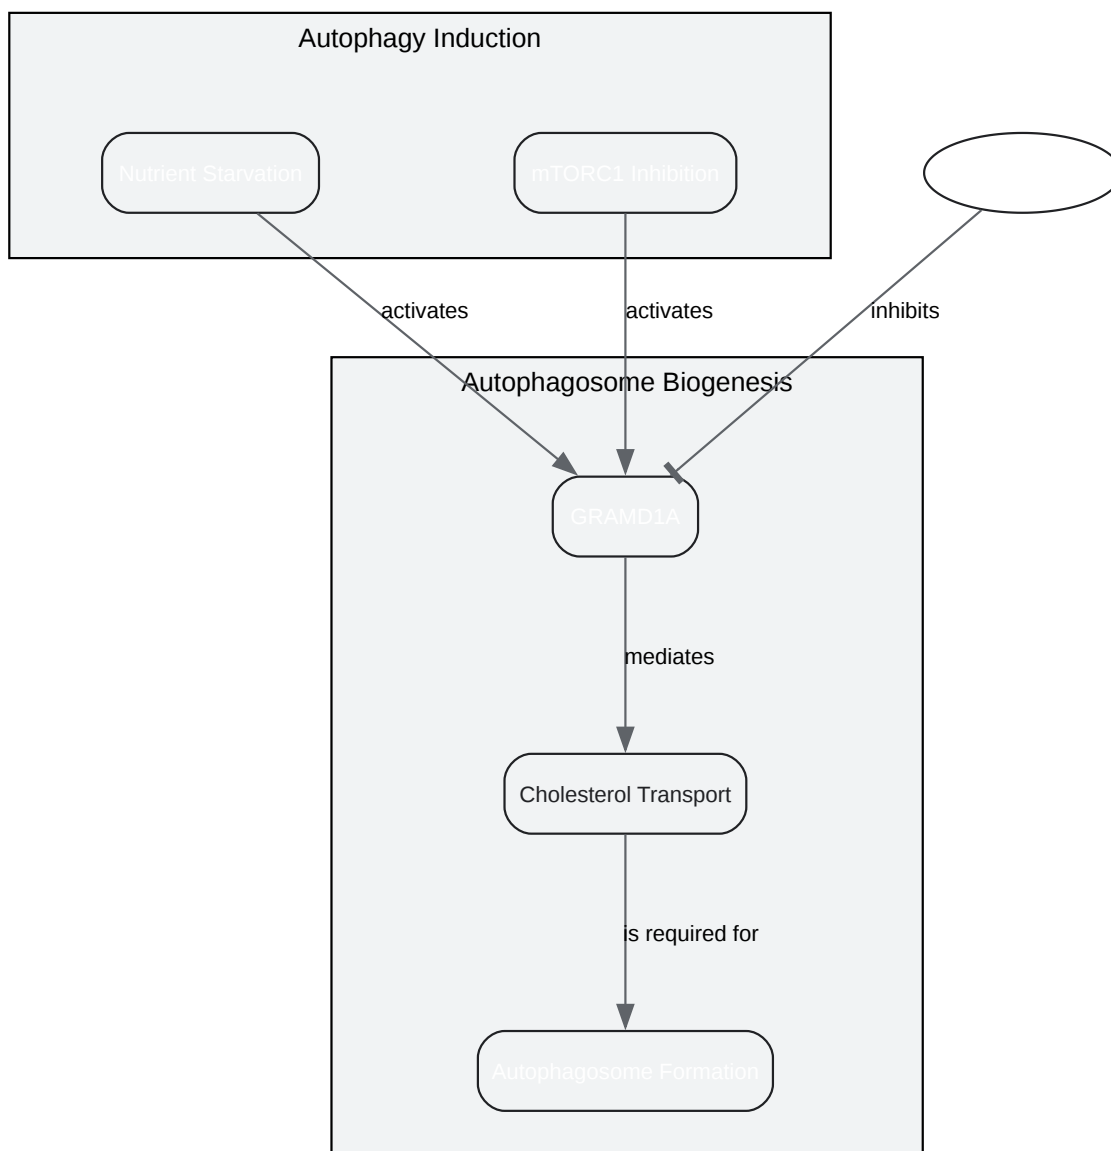 Autophagy Induction
Nutrient Starvation
mTORC1 Inhibition
activates
activates
inhibits
Autophagosome Biogenesis
GRAMD1A
mediates
Cholesterol Transport
is required for
Autophagosome Formation